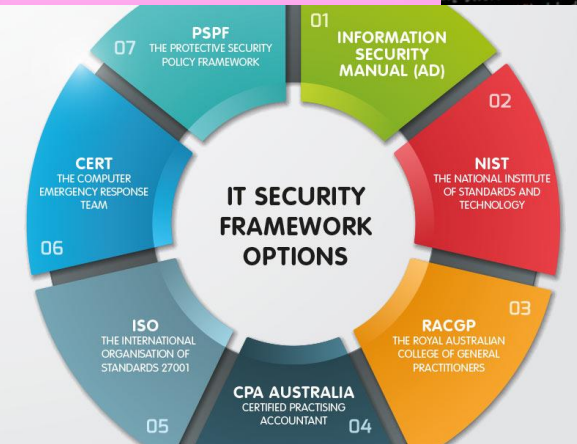 IT SECURITY
FRAMEWORK
OPTIONS
01
INFORMATION
SECURITY
MANUAL (AD)
02
NIST
THE NATIONAL INSTITUTE
OF STANDARDS AND
TECHNOLOGY
03
RACGP
THE ROYAL AUSTRALIAN
COLLEGE OF GENERAL
PRACTITIONERS
CPA AUSTRALIA
CERTIFIED PRACTISING
ACCOUNTANT
04
ISO
THE INTERNATIONAL
ORGANISATION OF
STANDARDS 27001
05
CERT
THE COMPUTER
EMERGENCY RESPONSE
TEAM
06
07
PSPF
THE PROTECTIVE SECURITY
POLICY FRAMEWORK